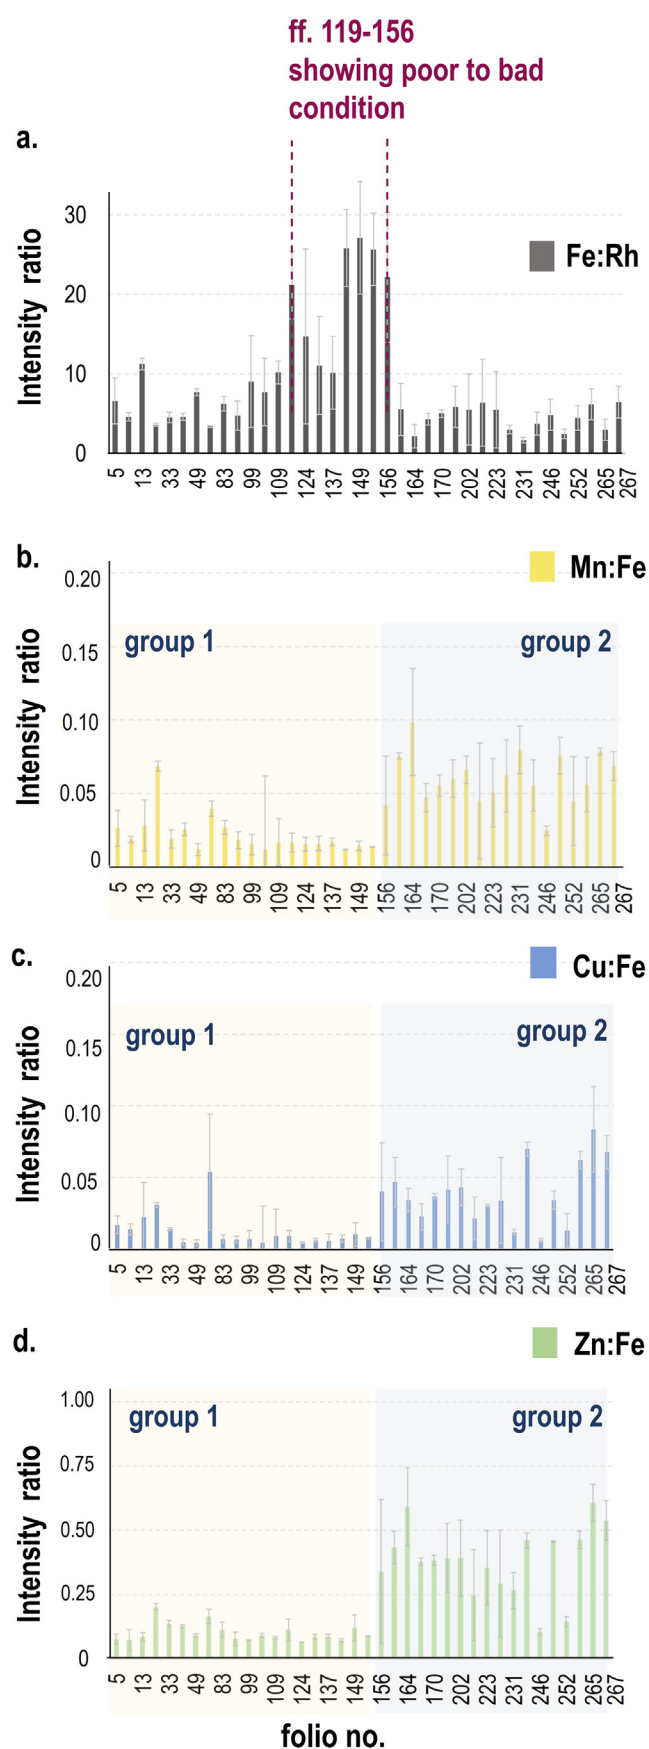 ff. 119-156
showing poor to bad
condition
a.
Intensity ratio
30
20
10
0
Fe:Rh
5 13 33 49 83 99 109 124 137 149 156 164 170 202 223 231 246 252 265 267
b.
Intensity ratio
0.20
0.15
0.10
0.05
0
Mn:Fe
group 1 group 2
5 13 33 49 83 99 109 124 137 149 156 164 170 202 223 231 246 252 265 267
c.
Intensity ratio
0.20
0.15
0.10
0.05
0
Cu:Fe
group 1 group 2
5 13 33 49 83 99 109 124 137 149 156 164 170 202 223 231 246 252 265 267
d.
Intensity ratio
1.00
0.75
0.50
0.25
0
Zn:Fe
group 1 group 2
5 13 33 49 83 99 109 124 137 149 156 164 170 202 223 231 246 252 265 267
folio no.